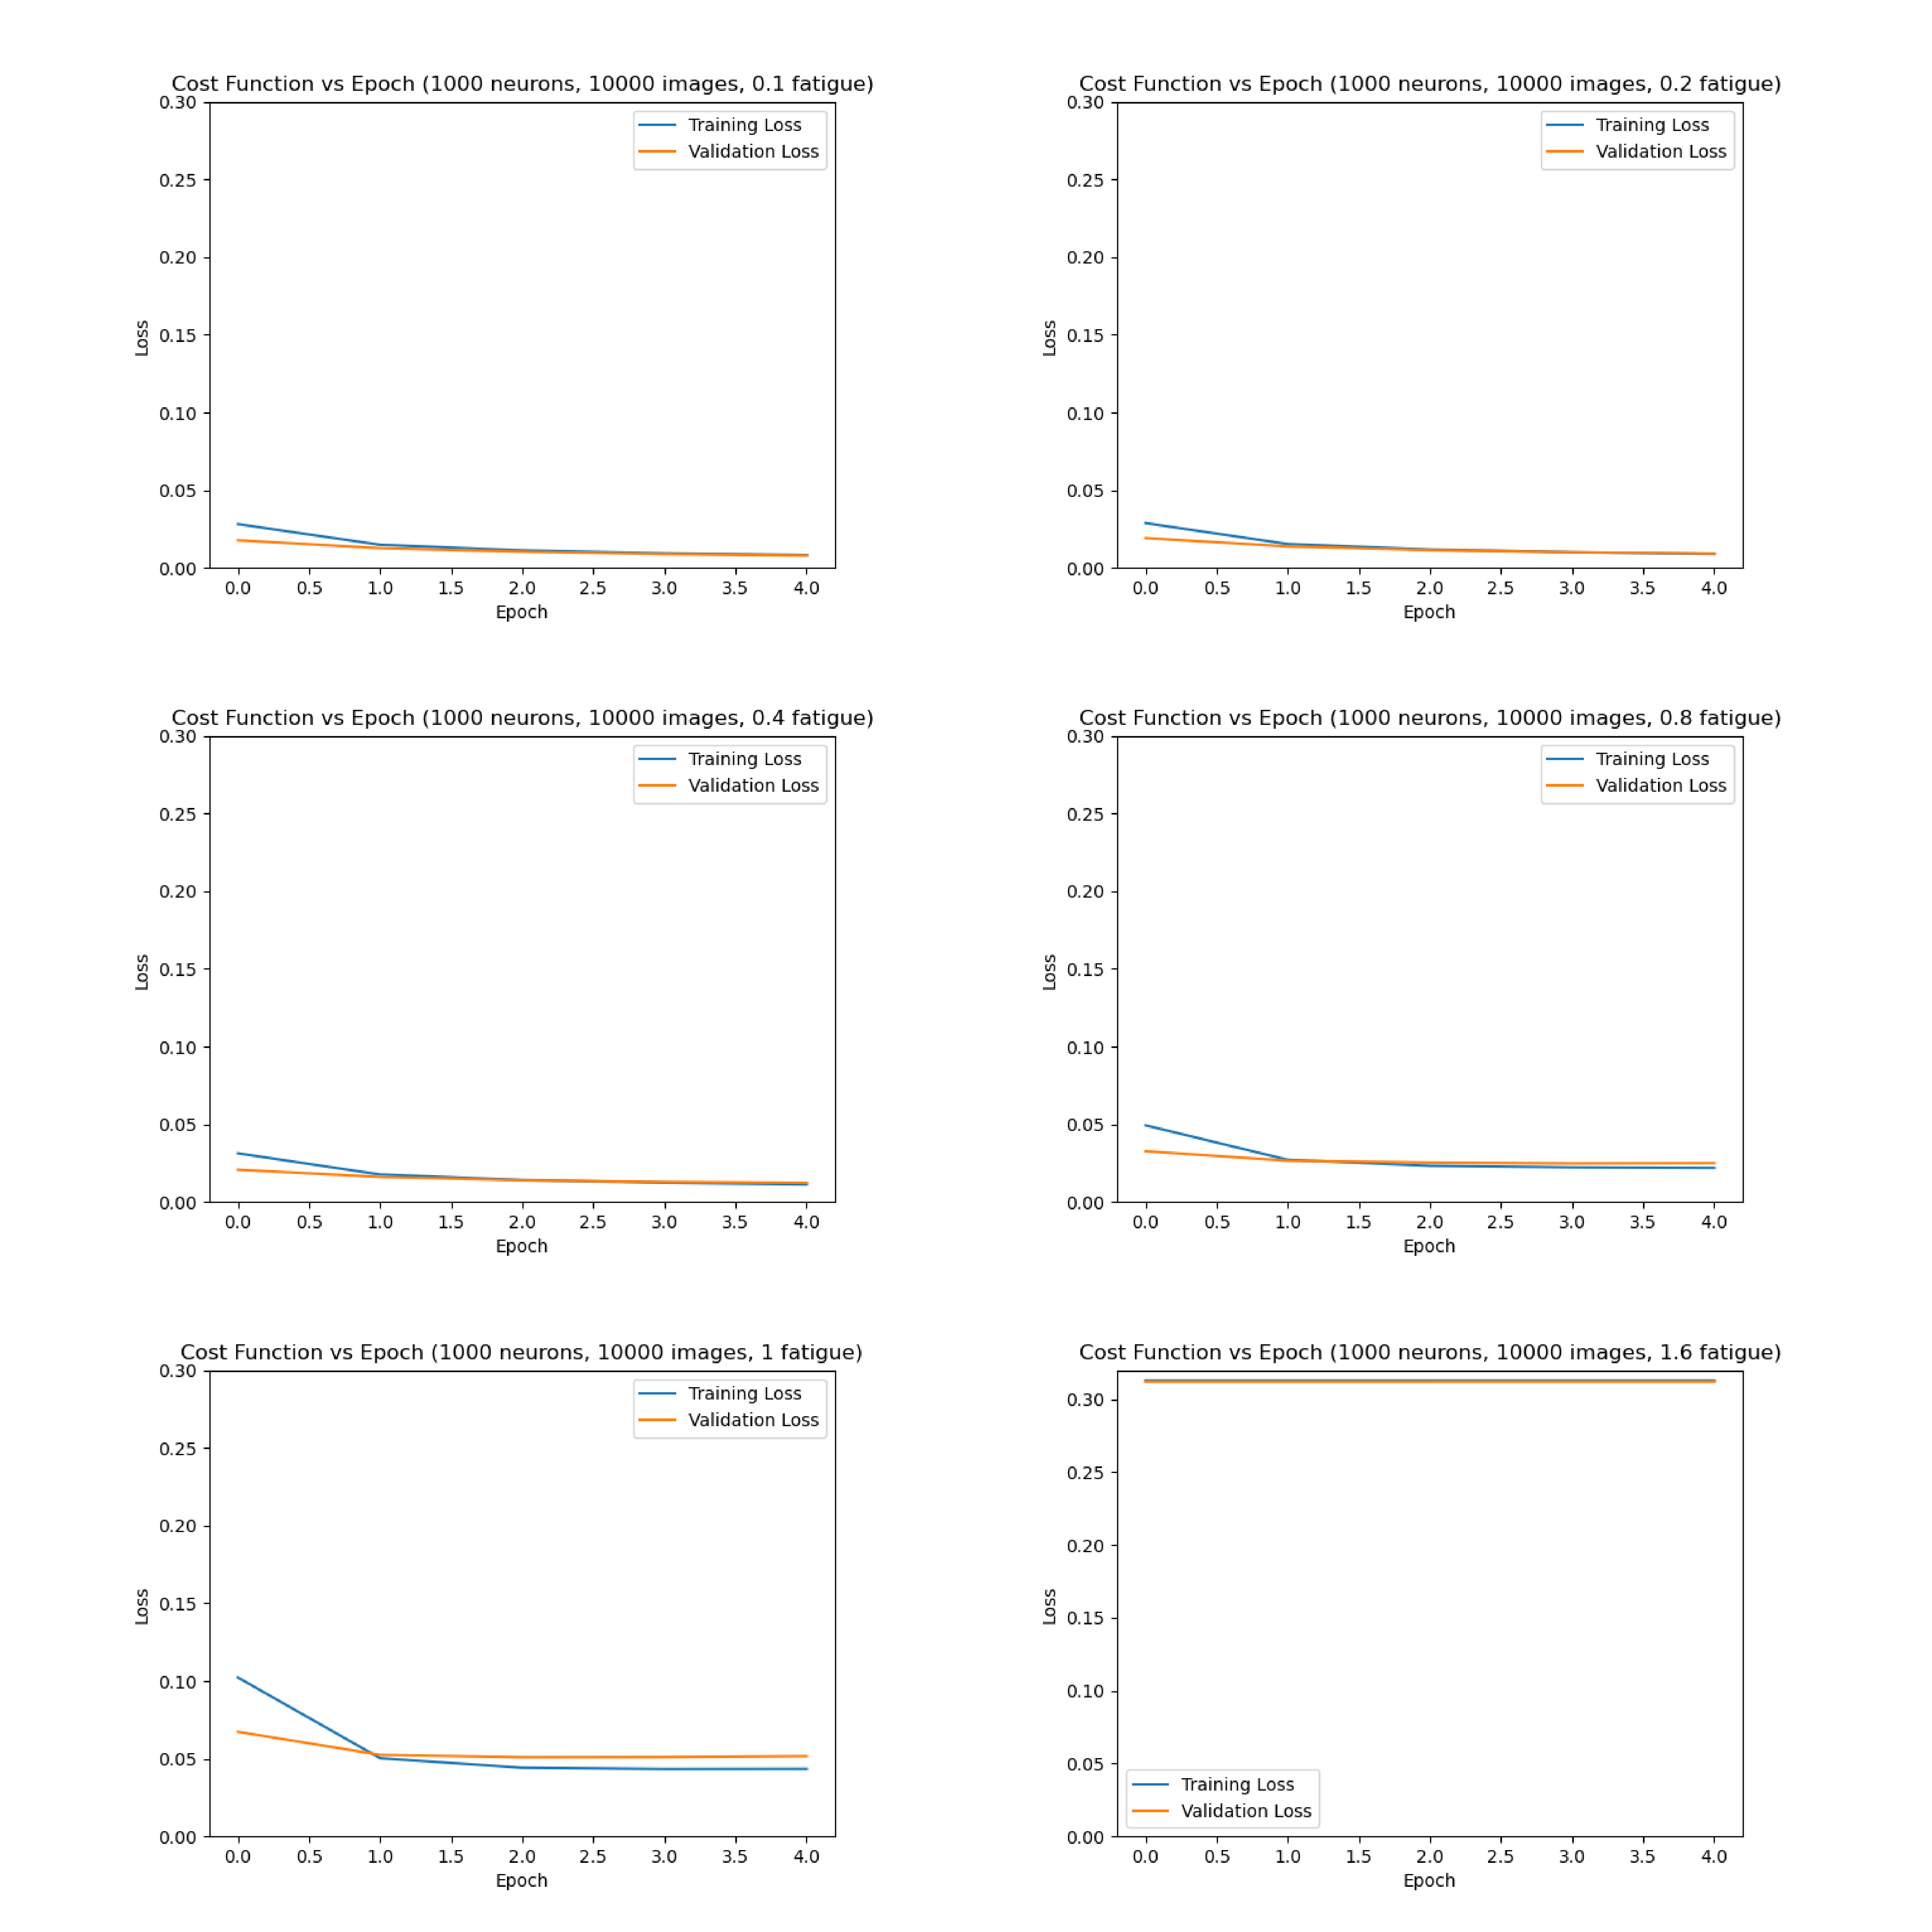 Cost Function vs Epoch (1000 neurons, 10000 images, 0.1 fatigue)
0.30
0.25
0.20
0.15
0.10
0.05
0.00
Loss
Training Loss
Validation Loss
0.0 0.5 1.0 1.5 2.0 2.5 3.0 3.5 4.0
Epoch
Cost Function vs Epoch (1000 neurons, 10000 images, 0.2 fatigue)
0.30
0.25
0.20
0.15
0.10
0.05
0.00
Loss
Training Loss
Validation Loss
0.0 0.5 1.0 1.5 2.0 2.5 3.0 3.5 4.0
Epoch
Cost Function vs Epoch (1000 neurons, 10000 images, 0.4 fatigue)
0.30
0.25
0.20
0.15
0.10
0.05
0.00
Loss
Training Loss
Validation Loss
0.0 0.5 1.0 1.5 2.0 2.5 3.0 3.5 4.0
Epoch
Cost Function vs Epoch (1000 neurons, 10000 images, 0.8 fatigue)
0.30
0.25
0.20
0.15
0.10
0.05
0.00
Loss
Training Loss
Validation Loss
0.0 0.5 1.0 1.5 2.0 2.5 3.0 3.5 4.0
Epoch
Cost Function vs Epoch (1000 neurons, 10000 images, 1 fatigue)
0.30
0.25
0.20
0.15
0.10
0.05
0.00
Loss
Training Loss
Validation Loss
0.0 0.5 1.0 1.5 2.0 2.5 3.0 3.5 4.0
Epoch
Cost Function vs Epoch (1000 neurons, 10000 images, 1.6 fatigue)
0.30
0.25
0.20
0.15
0.10
0.05
0.00
Loss
Training Loss
Validation Loss
0.0 0.5 1.0 1.5 2.0 2.5 3.0 3.5 4.0
Epoch